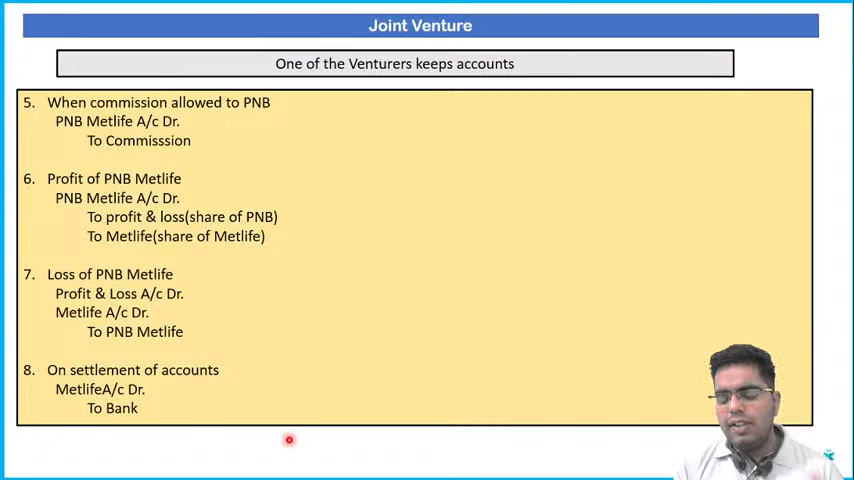 Joint Venture
One of the Venturers keeps accounts
5. When commission allowed to PNB
PNB Metlife A/c Dr.
To Commisssion
6. Profit of PNB Metlife
PNB Metlife A/c Dr.
To profit & loss(share of PNB)
To Metlife(share of Metlife)
7. Loss of PNB Metlife
Profit & Loss A/c Dr.
Metlife A/c Dr.
To PNB Metlife
8. On settlement of accounts
MetlifeA/c Dr.
To Bank